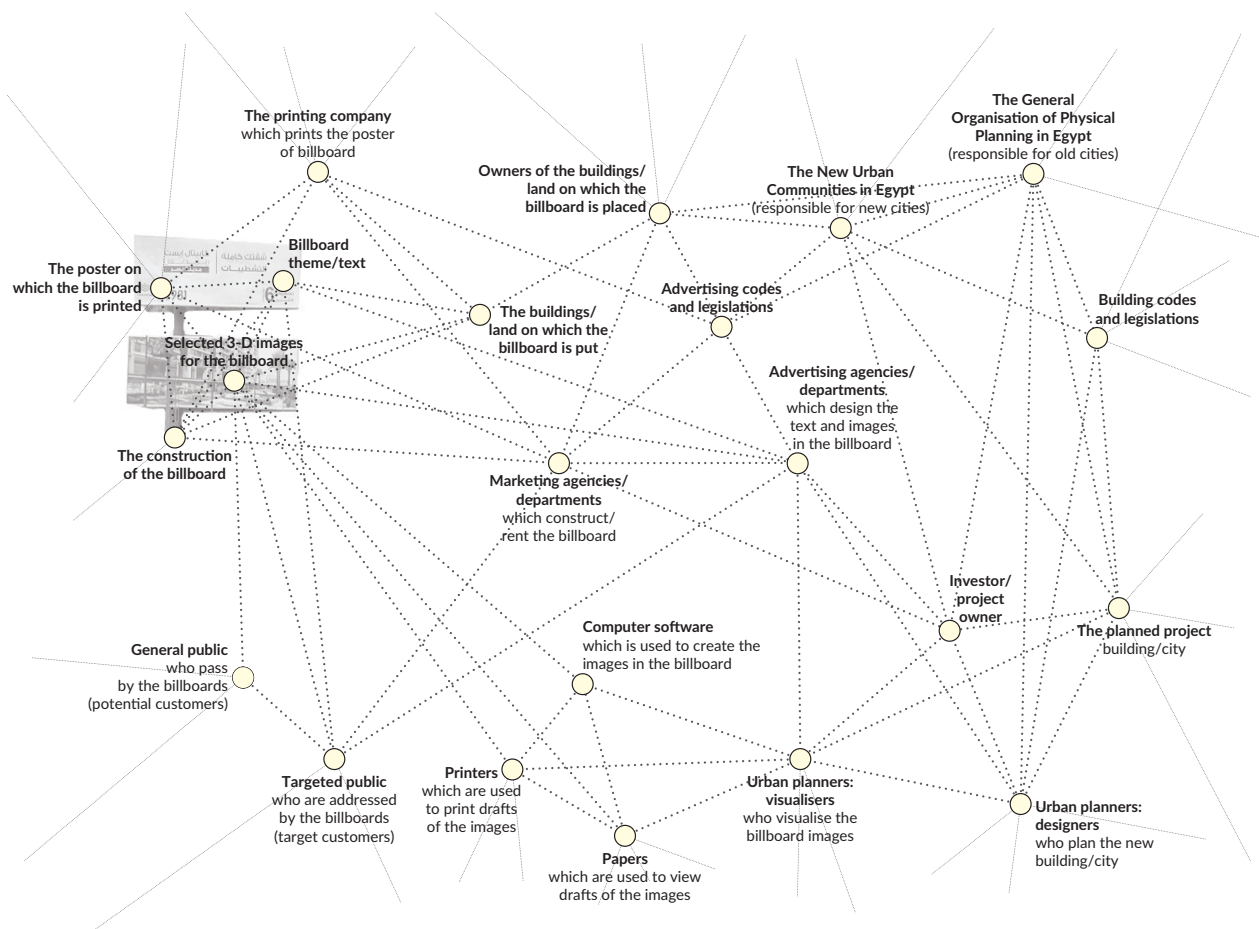 The General
Organisation of Physical
Planning in Egypt
(responsible for old cities)
The printing company
which prints the poster
of billboard
Owners of the buildings/
land on which the
billboard is placed
The New Urban
Communities in Egypt
(responsible for new cities)
Billboard
theme/text
The poster on
which the billboard
is printed
6
Advertising codes
and legislations
Building codes
and legislations
The buildings/
land on which the
billboard is put
Selected 3-D images
for the billboard
Advertising agencies/
departments
which design the
text and images
in the billboard
The construction
of the billboard
Marketing agencies/
departments
which construct/
rent the billboard
Investor/
project
owner
The planned project
building/city
Computer software
which is used to create the
images in the billboard
General public
who pass
by the billboards
(potential customers)
Targeted public
who are addressed
by the billboards
(target customers)
Printers
which are used
to print drafts
of the images
Urban planners:
visualisers
who visualise the
billboard images
Urban planners:
designers
who plan the new
building/city
Papers
which are used to view
drafts of the images